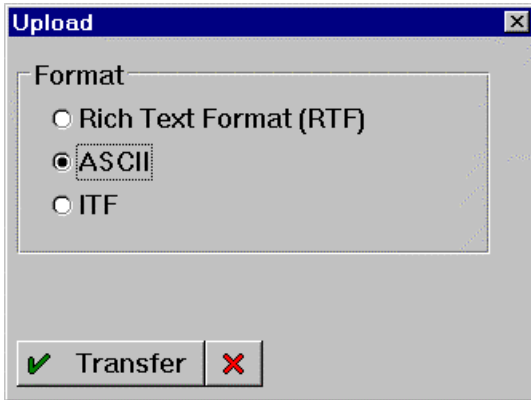 Upload
Format
Rich Text Format (RTF)
ASCII
ITF
Transfer